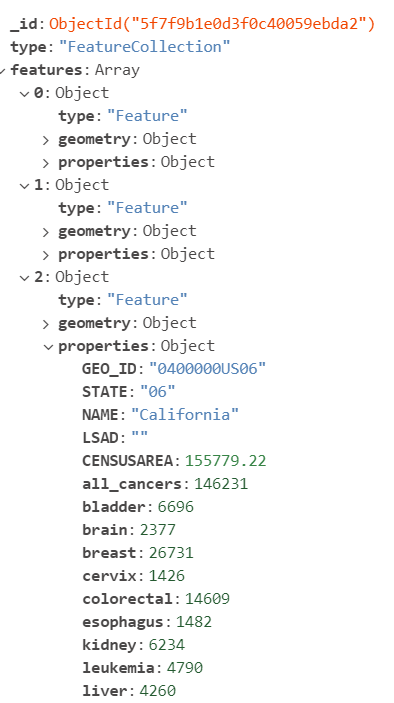 _id: ObjectId("5f7f9b1e0d3f0c40059ebda2")
type: "FeatureCollection"
features: Array
0: Object
type: "Feature"
geometry: Object
properties: Object
1: Object
type: "Feature"
geometry: Object
properties: Object
2: Object
type: "Feature"
geometry: Object
properties: Object
GEO_ID: "0400000US06"
STATE: "06"
NAME: "California"
LSAD: ""
CENSUSAREA: 155779.22
all_cancers: 146231
bladder: 6696
brain: 2377
breast: 26731
cervix: 1426
colorectal: 14609
esophagus: 1482
kidney: 6234
leukemia: 4790
liver: 4260